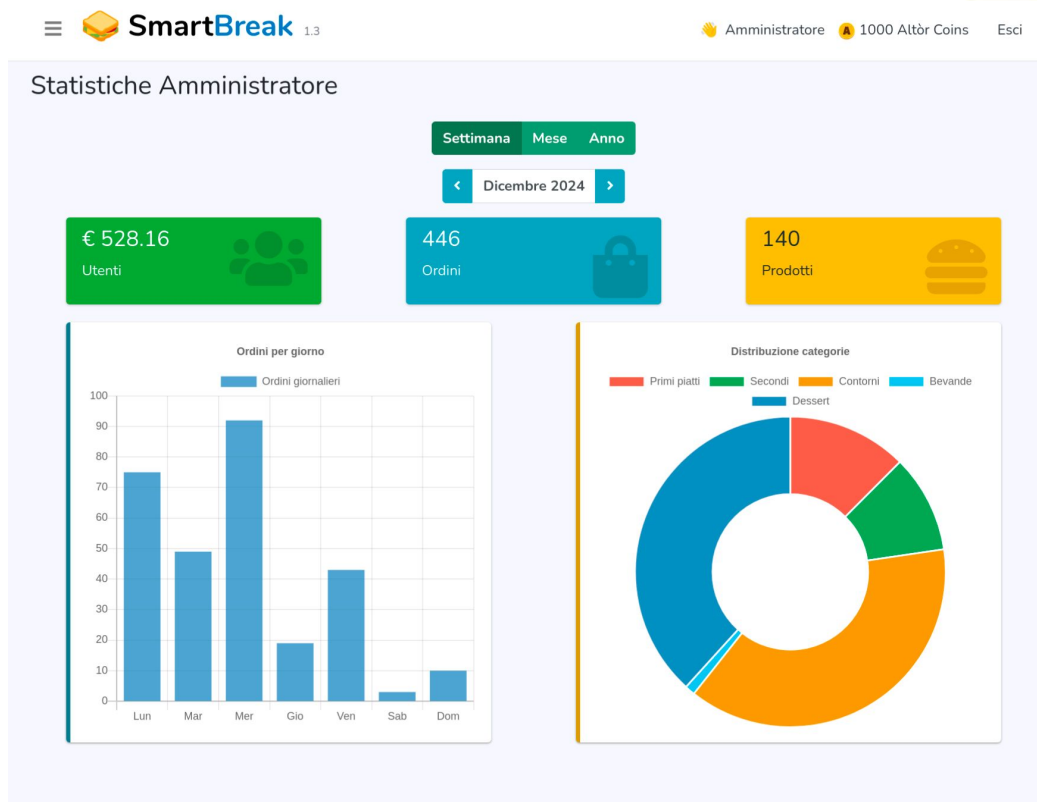 SmartBreak 1.3
Amministratore A 1000 Altòr Coins Esci
Statistiche Amministratore
Settimana Mese Anno
Dicembre 2024
€ 528.16
Utenti
446
Ordini
140
Prodotti
Ordini per giorno
Ordini giornalieri
100
90
80
70
60
50
40
30
20
10
0
Lun Mar Mer Gio Ven Sab Dom
Distribuzione categorie
Primi piatti Secondi Contorni Bevande
Dessert